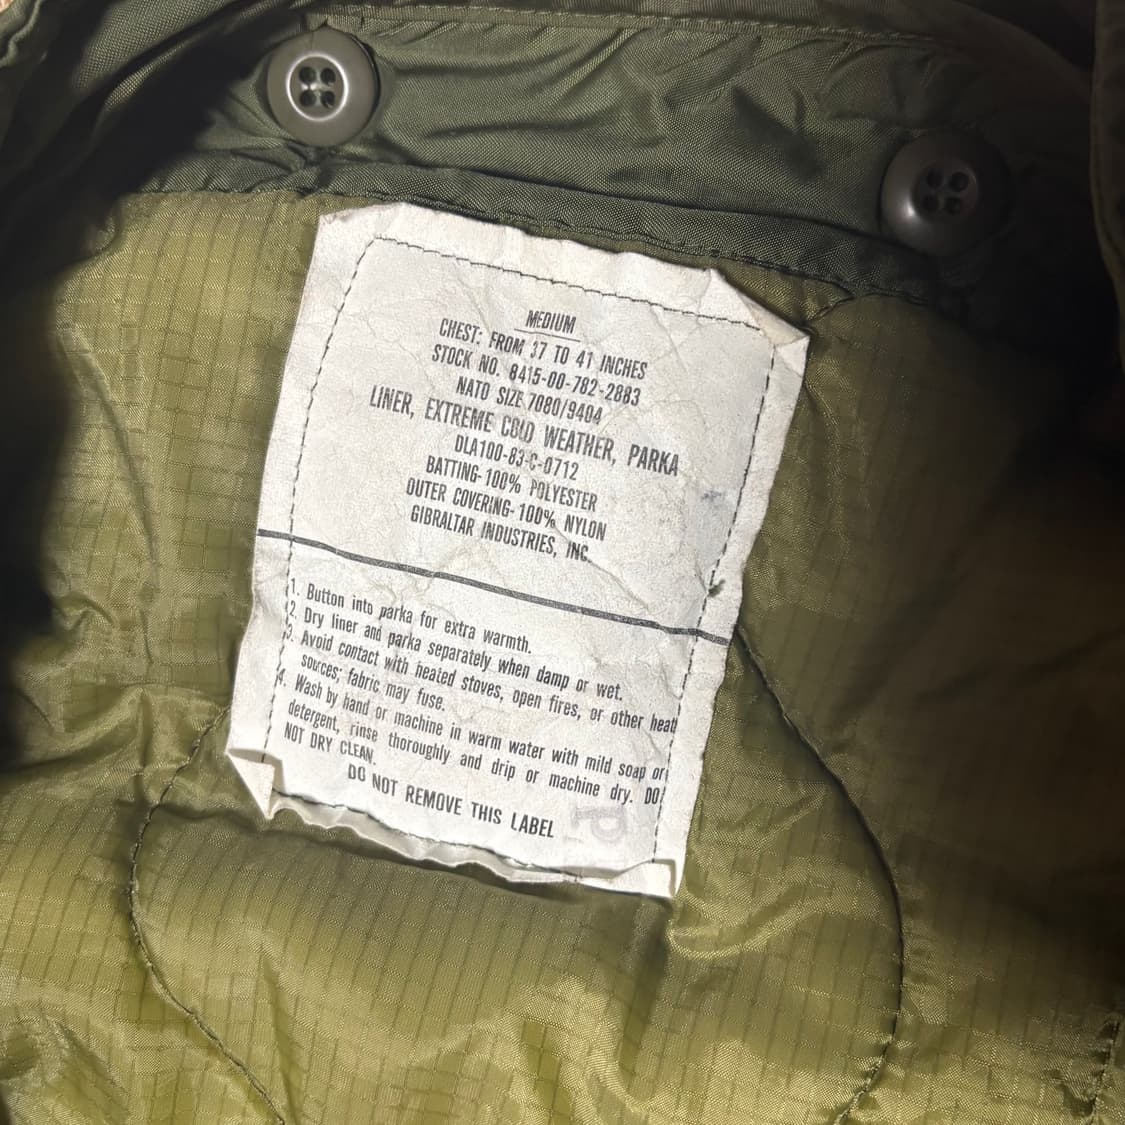 MEDIUM
CHEST: FROM 37 TO 41 INCHES
STOCK NO. 8415-00-782-2883
NATO SIZE 7080/9404
LINER, EXTREME COLD WEATHER, PARKA
DLA100-83-C-0712
BATTING-100% POLYESTER
OUTER COVERING-100% NYLON
GIBRALTAR INDUSTRIES, INC.
1. Button into parka for extra warmth.
2. Dry liner and parka separately when damp or wet.
3. Avoid contact with heated stoves, open fires, or other heat
sources; fabric may fuse.
4. Wash by hand or machine in warm water with mild soap or
detergent, rinse thoroughly and drip or machine dry. DO
NOT DRY CLEAN.
DO NOT REMOVE THIS LABEL